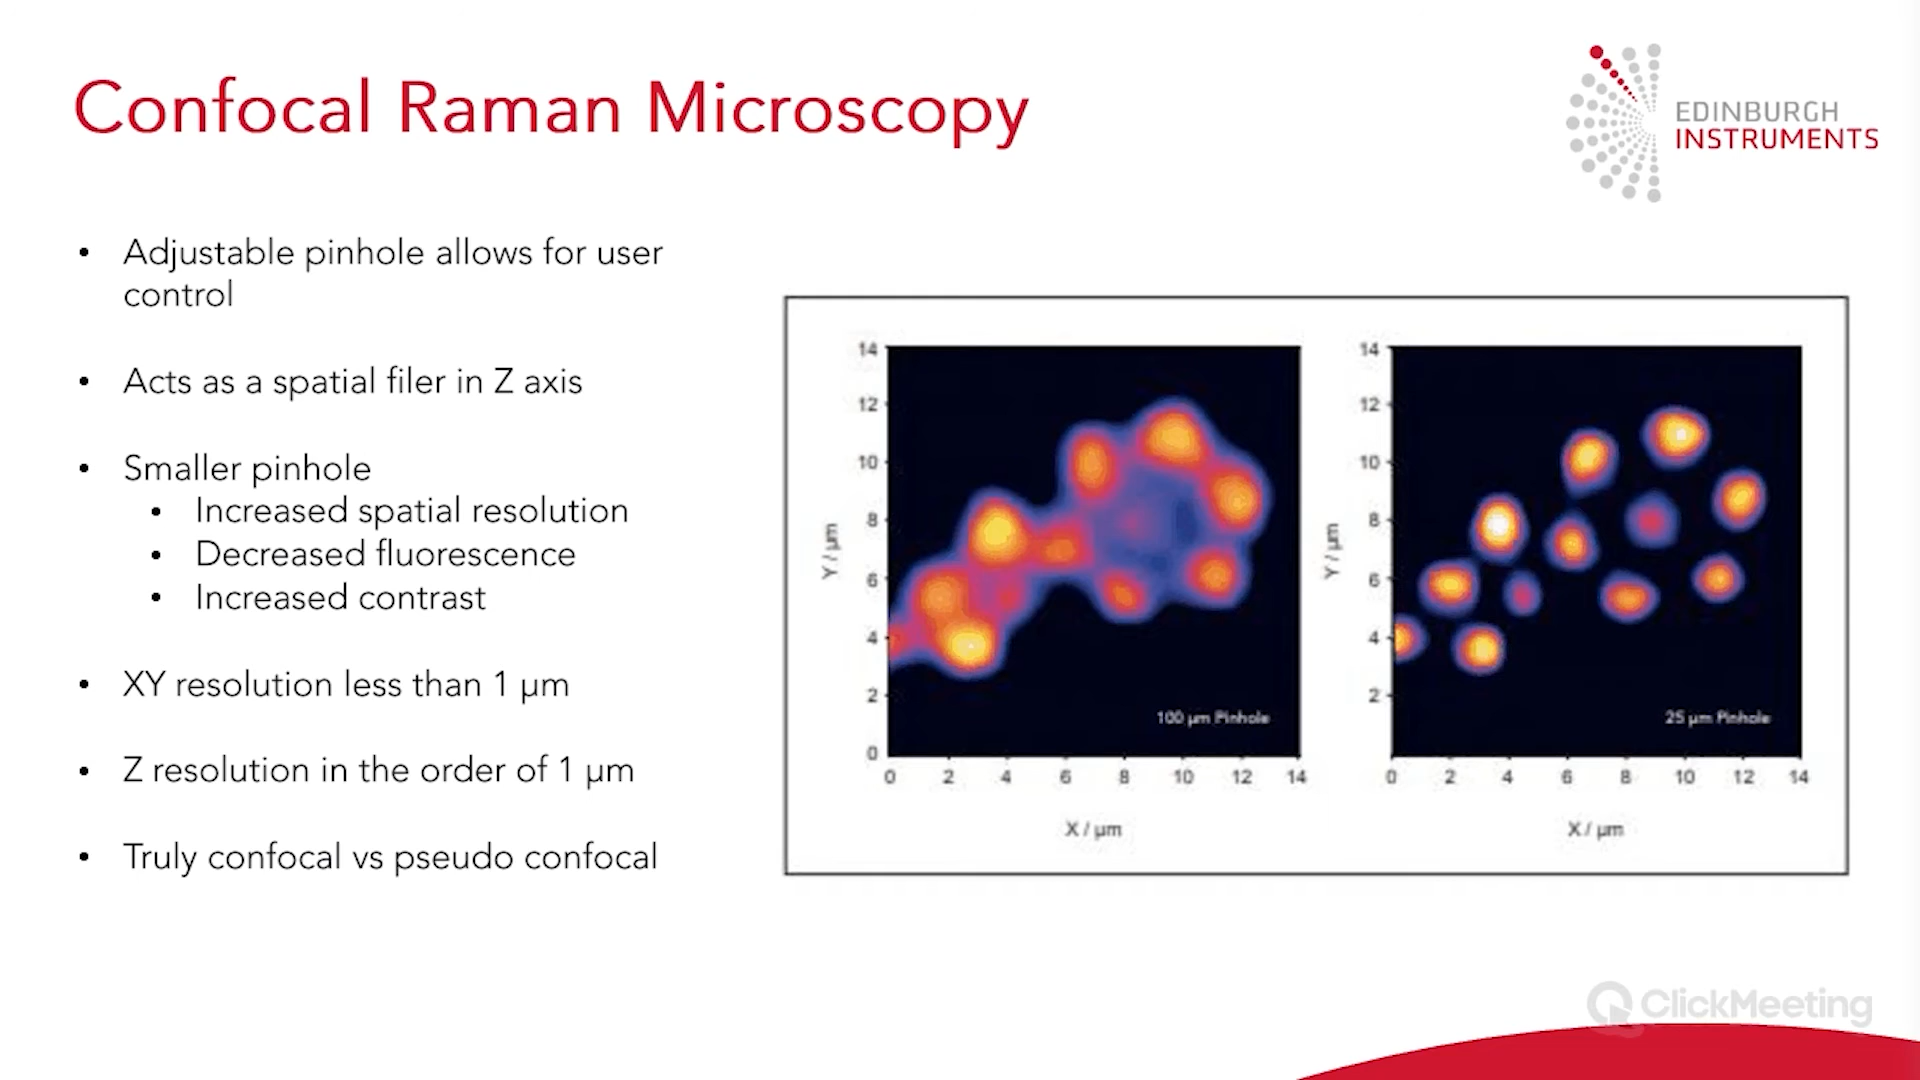 Confocal Raman Microscopy
EDINBURGH
INSTRUMENTS
• Adjustable pinhole allows for user
control
• Acts as a spatial filer in Z axis
• Smaller pinhole
• Increased spatial resolution
• Decreased fluorescence
• Increased contrast
• XY resolution less than 1 µm
• Z resolution in the order of 1 µm
• Truly confocal vs pseudo confocal
14
12
10
8
6
4
2
0
Y / µm
100 µm Pinhole
0 2 4 6 8 10 12 14
X / µm
14
12
10
8
6
4
2
Y / µm
25 µm Pinhole
0 2 4 6 8 10 12 14
X / µm
ClickMeeting